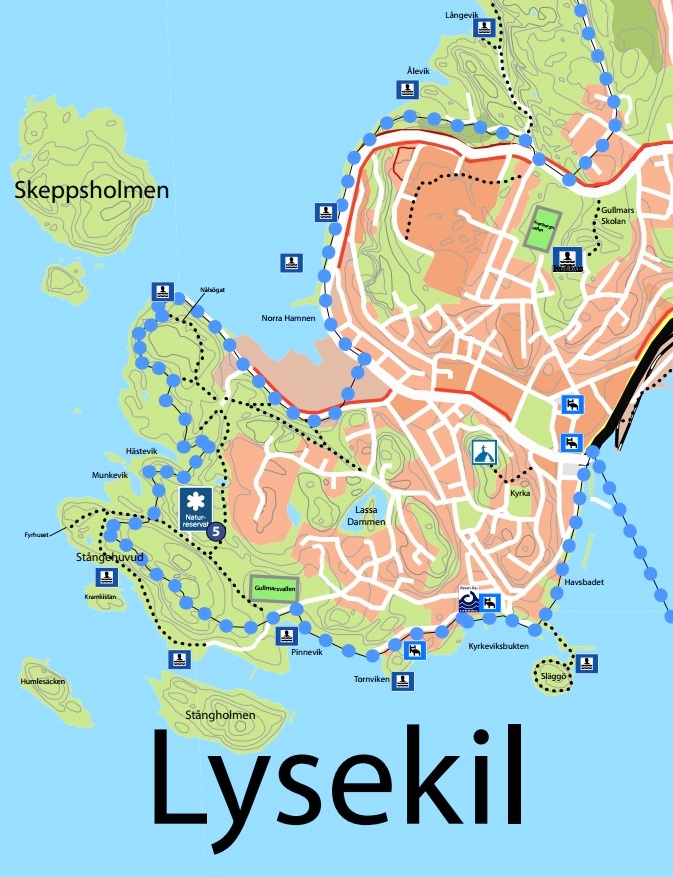 Långevik
Ålevik
Skeppsholmen
Gullmars
Skolan
Nälsögat
Norra Hamnen
Hästevik
Munkevik
Natur-
reservat
5
Lassa
Dammen
Kyrka
Fyrhuset
Stångehuvud
Kramkistan
Gullmarsvallen
Havsbadet
Pinnevik
Kyrkeviksbukten
Tornviken
Släggö
Humlesäcken
Stångholmen
Lysekil